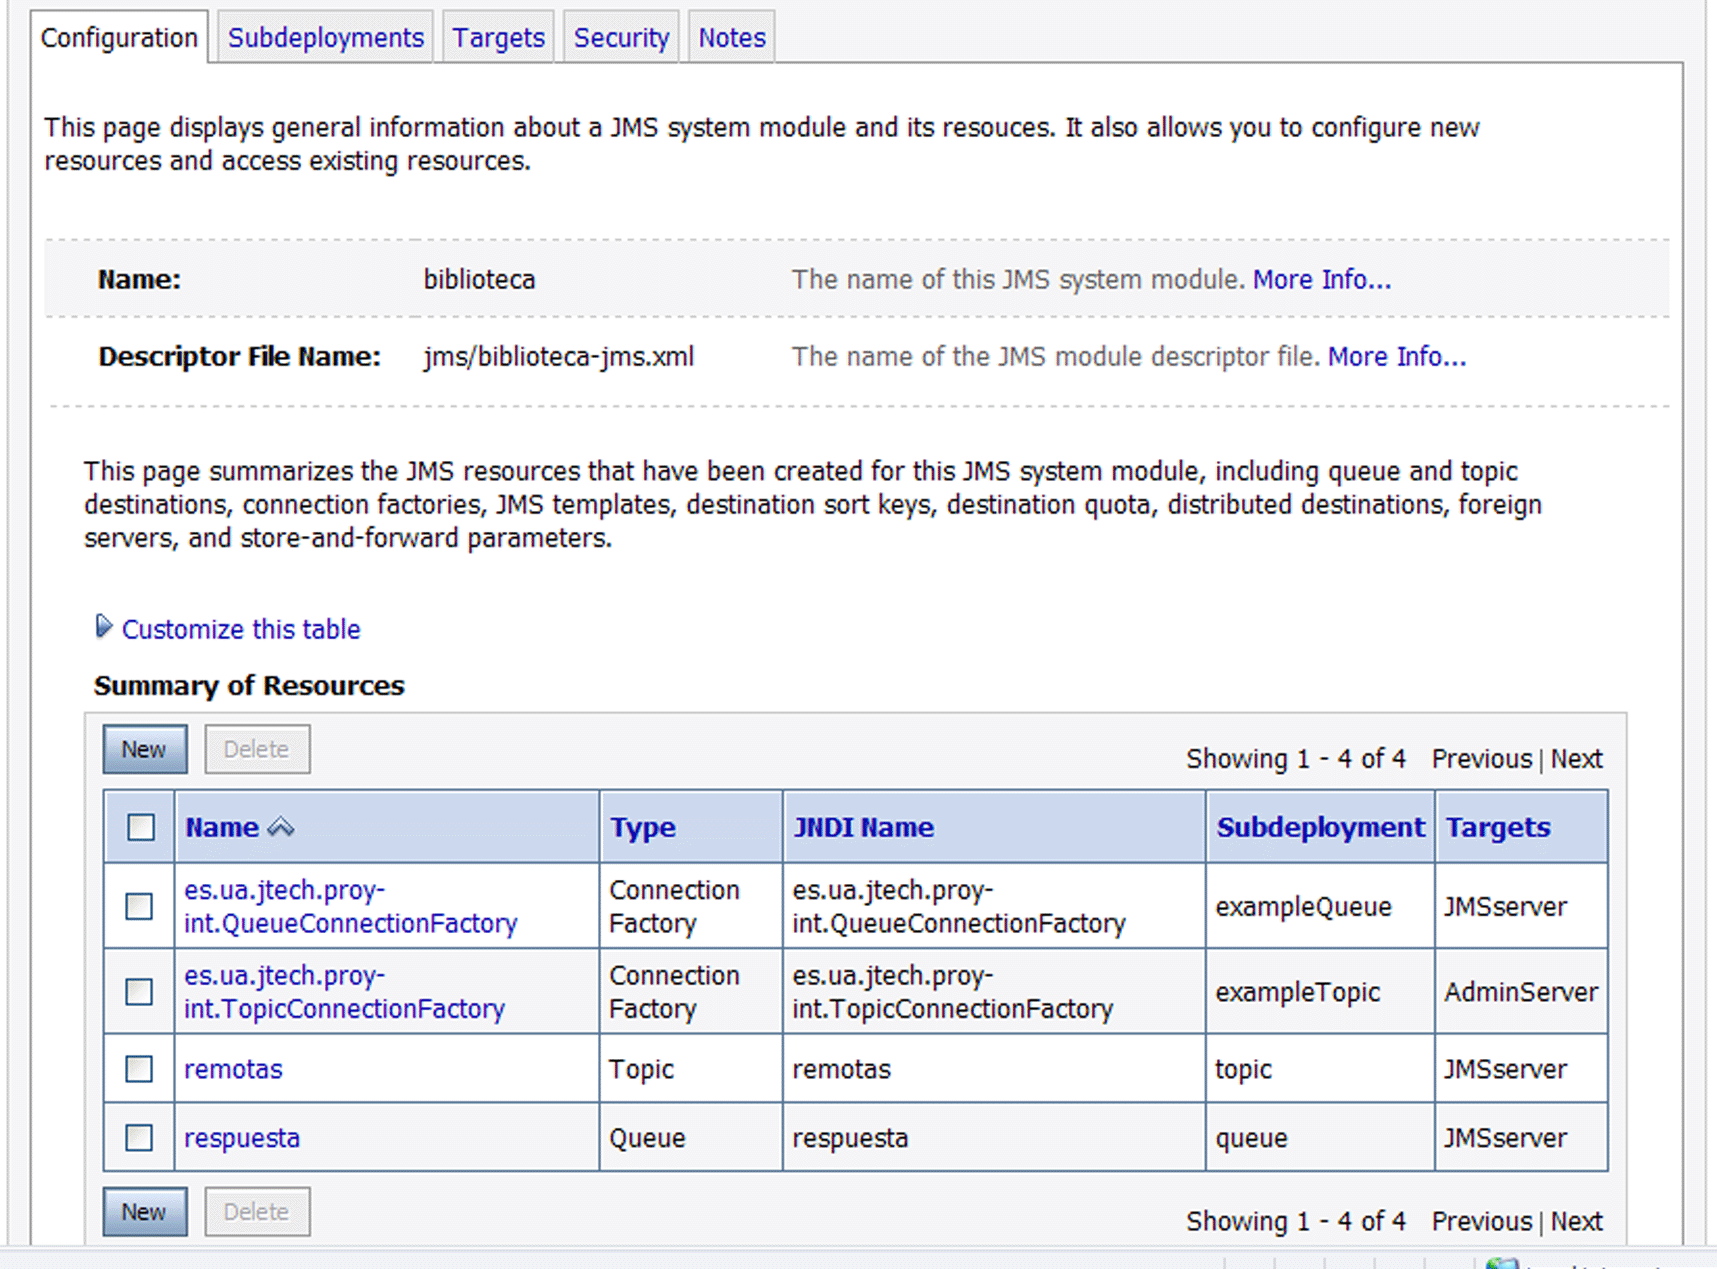 Configuration Subdeployments Targets Security Notes
This page displays general information about a JMS system module and its resouces. It also allows you to configure new
resources and access existing resources.
Name: biblioteca The name of this JMS system module. More Info...
Descriptor File Name: jms/biblioteca-jms.xml The name of the JMS module descriptor file. More Info...
This page summarizes the JMS resources that have been created for this JMS system module, including queue and topic
destinations, connection factories, JMS templates, destination sort keys, destination quota, distributed destinations, foreign
servers, and store-and-forward parameters.
Customize this table
Summary of Resources
New Delete
Showing 1 - 4 of 4 Previous | Next
Name Type JNDI Name Subdeployment Targets
es.ua.jtech.proy-
int.QueueConnectionFactory
Connection
Factory
es.ua.jtech.proy-
int.QueueConnectionFactory
exampleQueue
JMSserver
es.ua.jtech.proy-
int.TopicConnectionFactory
Connection
Factory
es.ua.jtech.proy-
int.TopicConnectionFactory
exampleTopic
AdminServer
remotas Topic remotas topic JMSserver
respuesta Queue respuesta queue JMSserver
New Delete
Showing 1 - 4 of 4 Previous | Next